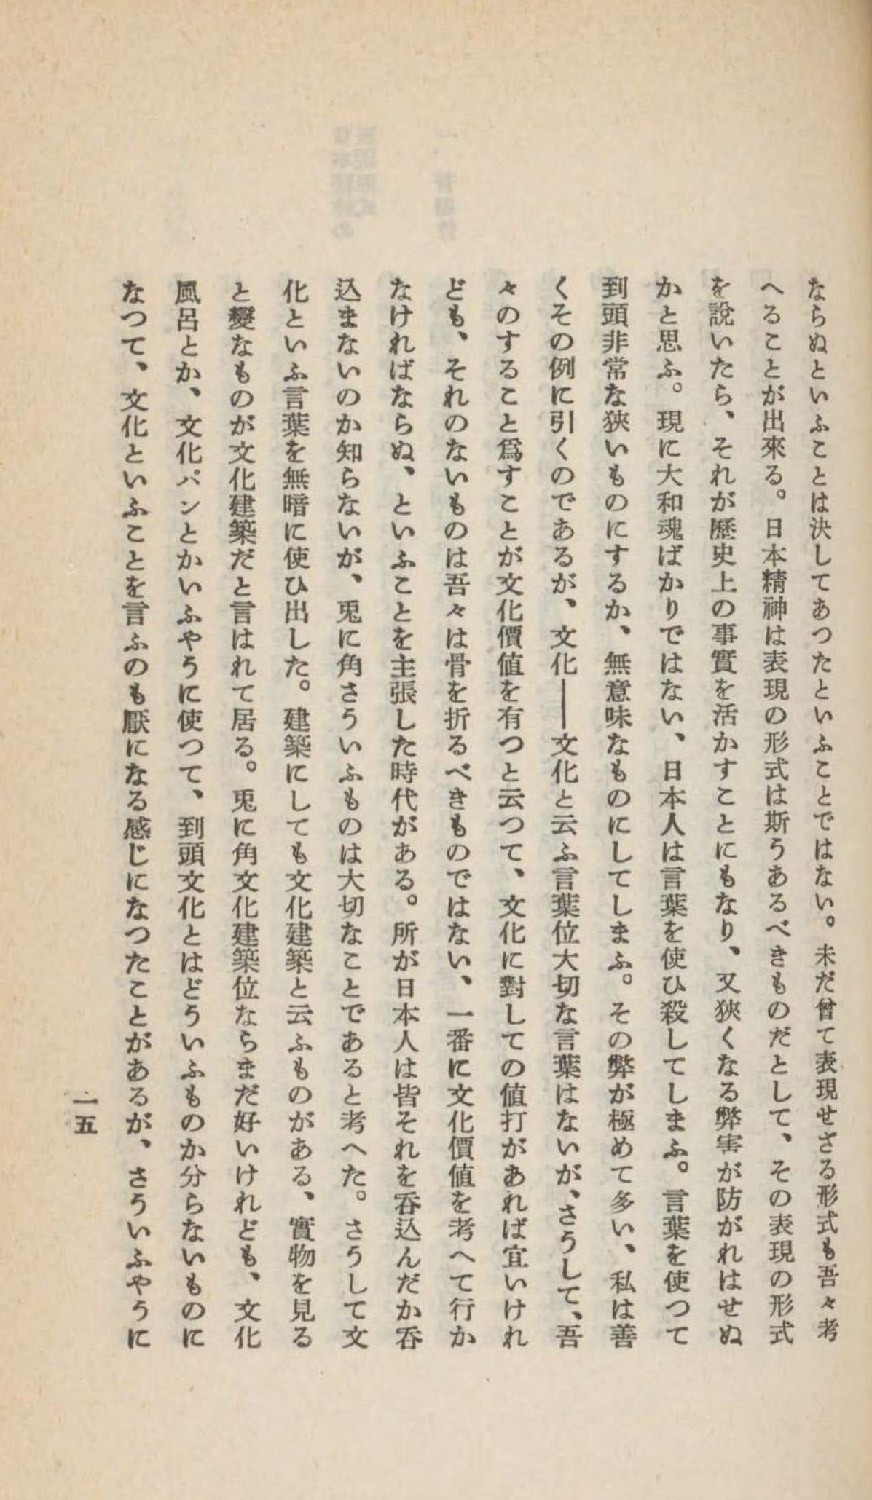 ならぬといふことは決してあつたといふことではない。未だ曾て表現せざる形式も吾々考
へることが出來る。日本精神は表現の形式は斯うあるべきものだとして、その表現の形式
を說いたら、それが歷史上の事實を活かすことにもなり、又狹くなる弊害が防がれはせぬ
かと思ふ。現に大和魂ばかりではない、日本人は言葉を使ひ殺してしまふ。言葉を使つて
到頭非常な狹いものにするか、無意味なものにしてしまふ。その弊が極めて多い、私は善
くその例に引くのであるが、文化――文化と云ふ言葉位大切な言葉はないが、さうして、吾
々のすること爲すことが文化價値を有つと云つて、文化に對しての値打があれば宜いけれ
ども、それのないものは吾々は骨を折るべきものではない、一番に文化價値を考へて行か
なければならぬ、といふことを主張した時代がある。所が日本人は皆それを呑込んだか呑
込まないのか知らないが、兎に角さういふものは大切なことであると考へた。さうして文
化といふ言葉を無暗に使ひ出した。建築にしても文化建築と云ふものがある、實物を見る
と變なものが文化建築だと言はれて居る。兎に角文化建築位ならまだ好いけれども、文化
風呂とか、文化パンとかいふやうに使つて、到頭文化とはどういふものか分らないものに
なつて、文化といふことを言ふのも厭になる感じになつたことがあるが、さういふやうに
一五